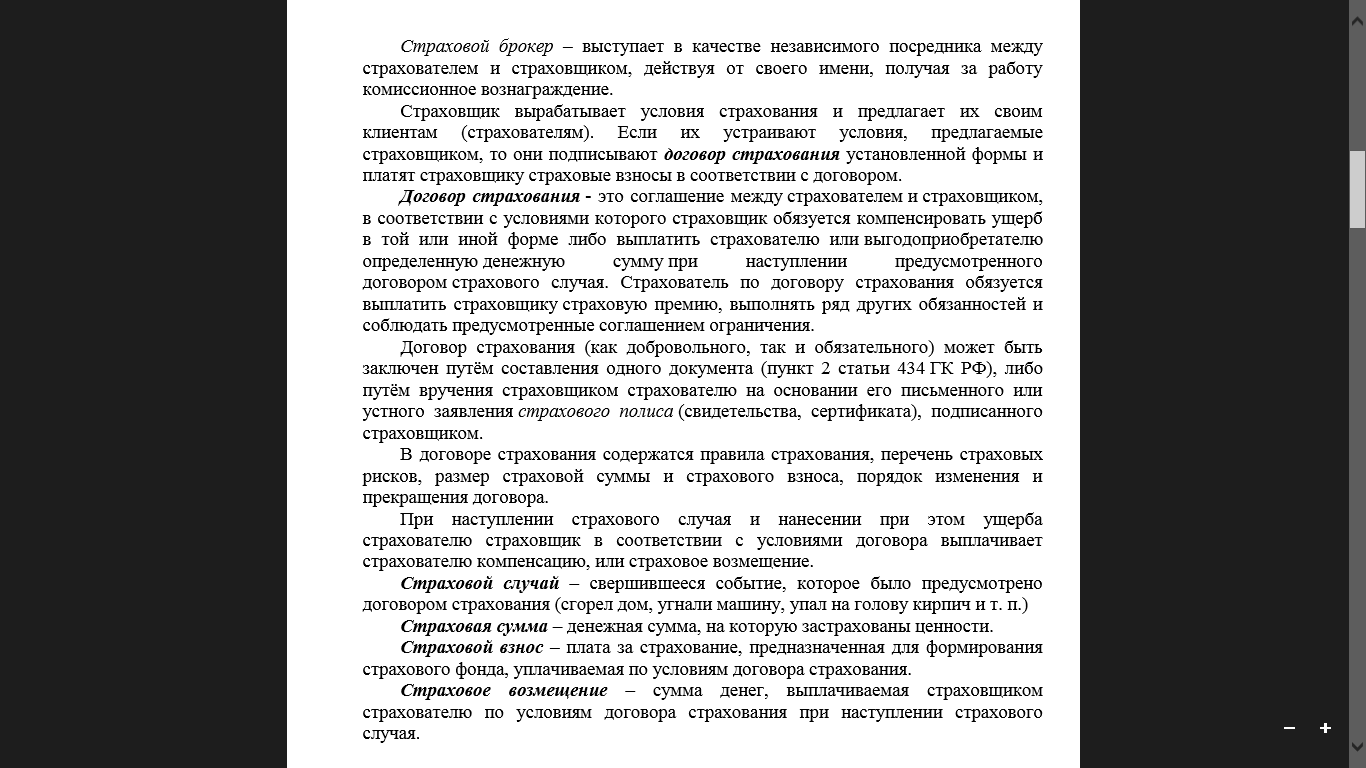 Страховой брокер – выступает в качестве независимого посредника между
страхователем и страховщиком, действуя от своего имени, получая за работу
комиссионное вознаграждение.
Страховщик вырабатывает условия страхования и предлагает их своим
клиентам (страхователям). Если их устраивают условия, предлагаемые
страховщиком, то они подписывают договор страхования установленной формы и
платят страховщику страховые взносы в соответствии с договором.
Договор страхования - это соглашение между страхователем и страховщиком,
в соответствии с условиями которого страховщик обязуется компенсировать ущерб
в той или иной форме либо выплатить страхователю или выгодоприобретателю
определенную денежную сумму при наступлении предусмотренного
договором страхового случая. Страхователь по договору страхования обязуется
выплатить страховщику страховую премию, выполнять ряд других обязанностей и
соблюдать предусмотренные соглашением ограничения.
Договор страхования (как добровольного, так и обязательного) может быть
заключен путём составления одного документа (пункт 2 статьи 434 ГК РФ), либо
путём вручения страховщиком страхователю на основании его письменного или
устного заявления страхового полиса (свидетельства, сертификата), подписанного
страховщиком.
В договоре страхования содержатся правила страхования, перечень страховых
рисков, размер страховой суммы и страхового взноса, порядок изменения и
прекращения договора.
При наступлении страхового случая и нанесении при этом ущерба
страхователю страховщик в соответствии с условиями договора выплачивает
страхователю компенсацию, или страховое возмещение.
Страховой случай – свершившееся событие, которое было предусмотрено
договором страхования (сгорел дом, угнали машину, упал на голову кирпич и т. п.)
Страховая сумма – денежная сумма, на которую застрахованы ценности.
Страховой взнос – плата за страхование, предназначенная для формирования
страхового фонда, уплачиваемая по условиям договора страхования.
Страховое возмещение – сумма денег, выплачиваемая страховщиком
страхователю по условиям договора страхования при наступлении страхового
случая.